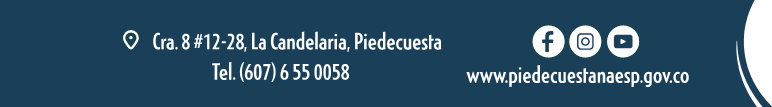 Cra. 8 #12-28, La Candelaria, Piedecuesta
Tel. (607) 6 55 0058
www.piedecuestanaesp.gov.co